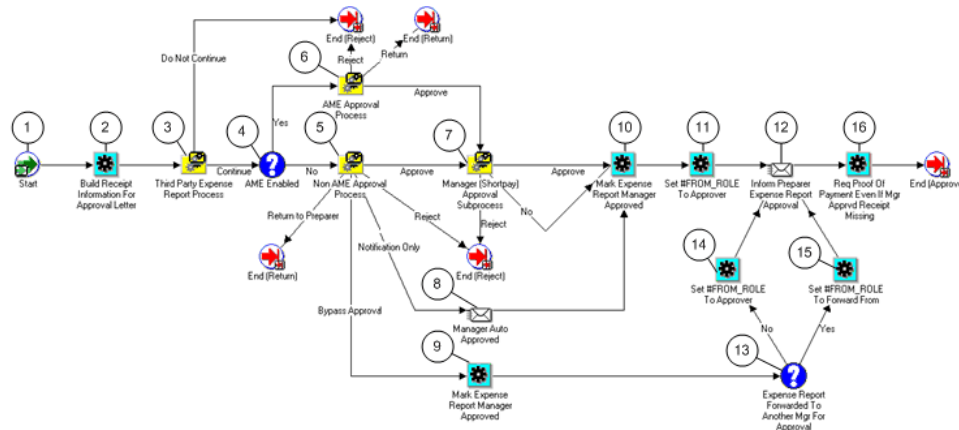 End (Reject)
End (Return)
Do Not Continue
6
Reject
Return
AME Approval
Process
Approve
Yes
1
2
3
4
5
7
10
11
12
16
Start
Build Receipt
Information For
Approval Letter
Third Party Expense
Report Process
Continue
AME Enabled
No
Non AME Approval
Process
Approve
Manager (Shortpay)
Approval
Subprocess
Approve
No
Mark Expense
Report Manager
Approved
Set #FROM_ROLE
To Approver
Inform Preparer
Expense Report
Approval
Req Proof Of
Payment Even If Mgr
Apprvd Receipt
Missing
End (Approve
Return to Preparer
Reject
Reject
End (Return)
Notification Only
End (Reject)
8
Manager Auto
Approved
14
Set #FROM_ROLE
To Approver
15
Set #FROM_ROLE
To Forward From
Bypass Approval
No
Yes
9
Mark Expense
Report Manager
Approved
13
Expense Report
Forwarded To
Another Mgr For
Approval